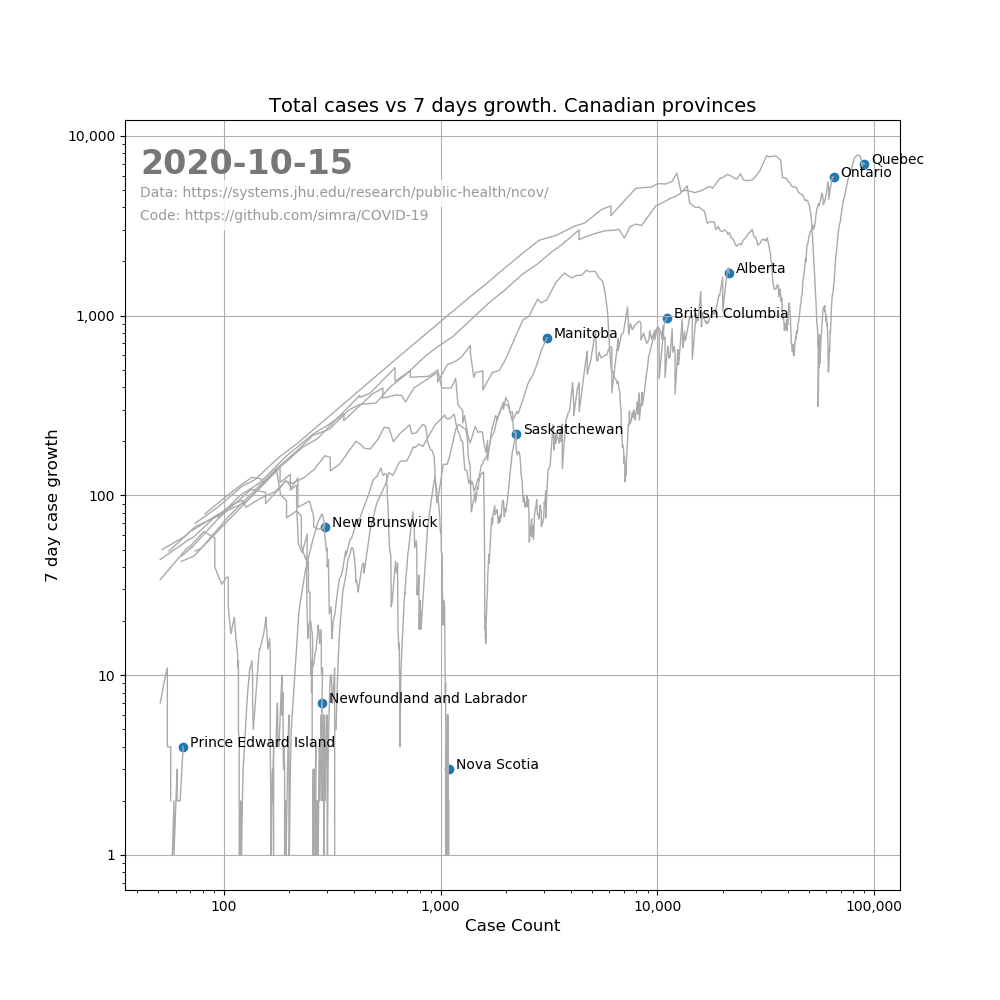 Total cases vs 7 days growth. Canadian provinces
10,000
2020-10-15
Data: https://systems.jhu.edu/research/public-health/ncov/
Code: https://github.com/simra/COVID-19
Quebec
Ontario
Alberta
1,000
British Columbia
Manitoba
Saskatchewan
7 day case growth
100
New Brunswick
10
Newfoundland and Labrador
Prince Edward Island
Nova Scotia
1
100
1,000
10,000
100,000
Case Count